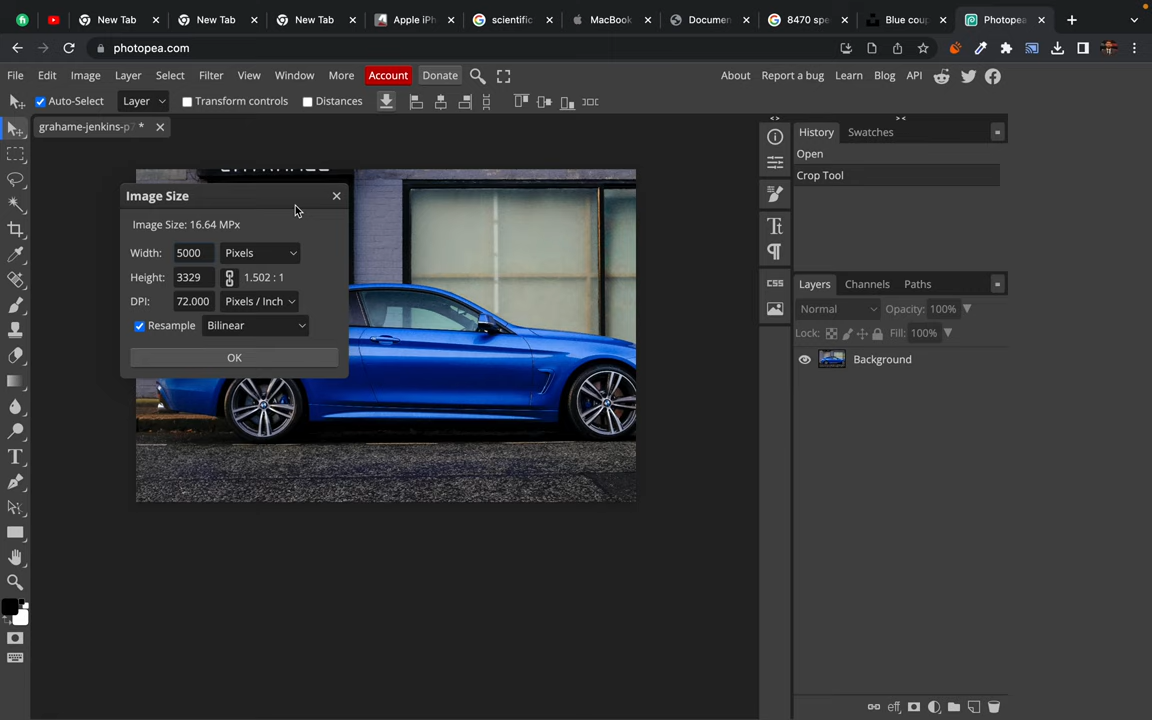 New Tab New Tab New Tab Apple iPh scientific MacBook Documen 8470 spe Blue coup Photopea
photopea.com
File Edit Image Layer Select Filter View Window More Account Donate About Report a bug Learn Blog API
Auto-Select Layer Transform controls Distances
grahame-jenkins-p7 *
History Swatches
Open
Crop Tool
Image Size
Image Size: 16.64 MPx
Width: 5000 Pixels
Height: 3329 1.502 : 1
DPI: 72.000 Pixels / Inch
Resample Bilinear
OK
CSS
Layers Channels Paths
Normal Opacity: 100%
Lock: Fill: 100%
Background
eff